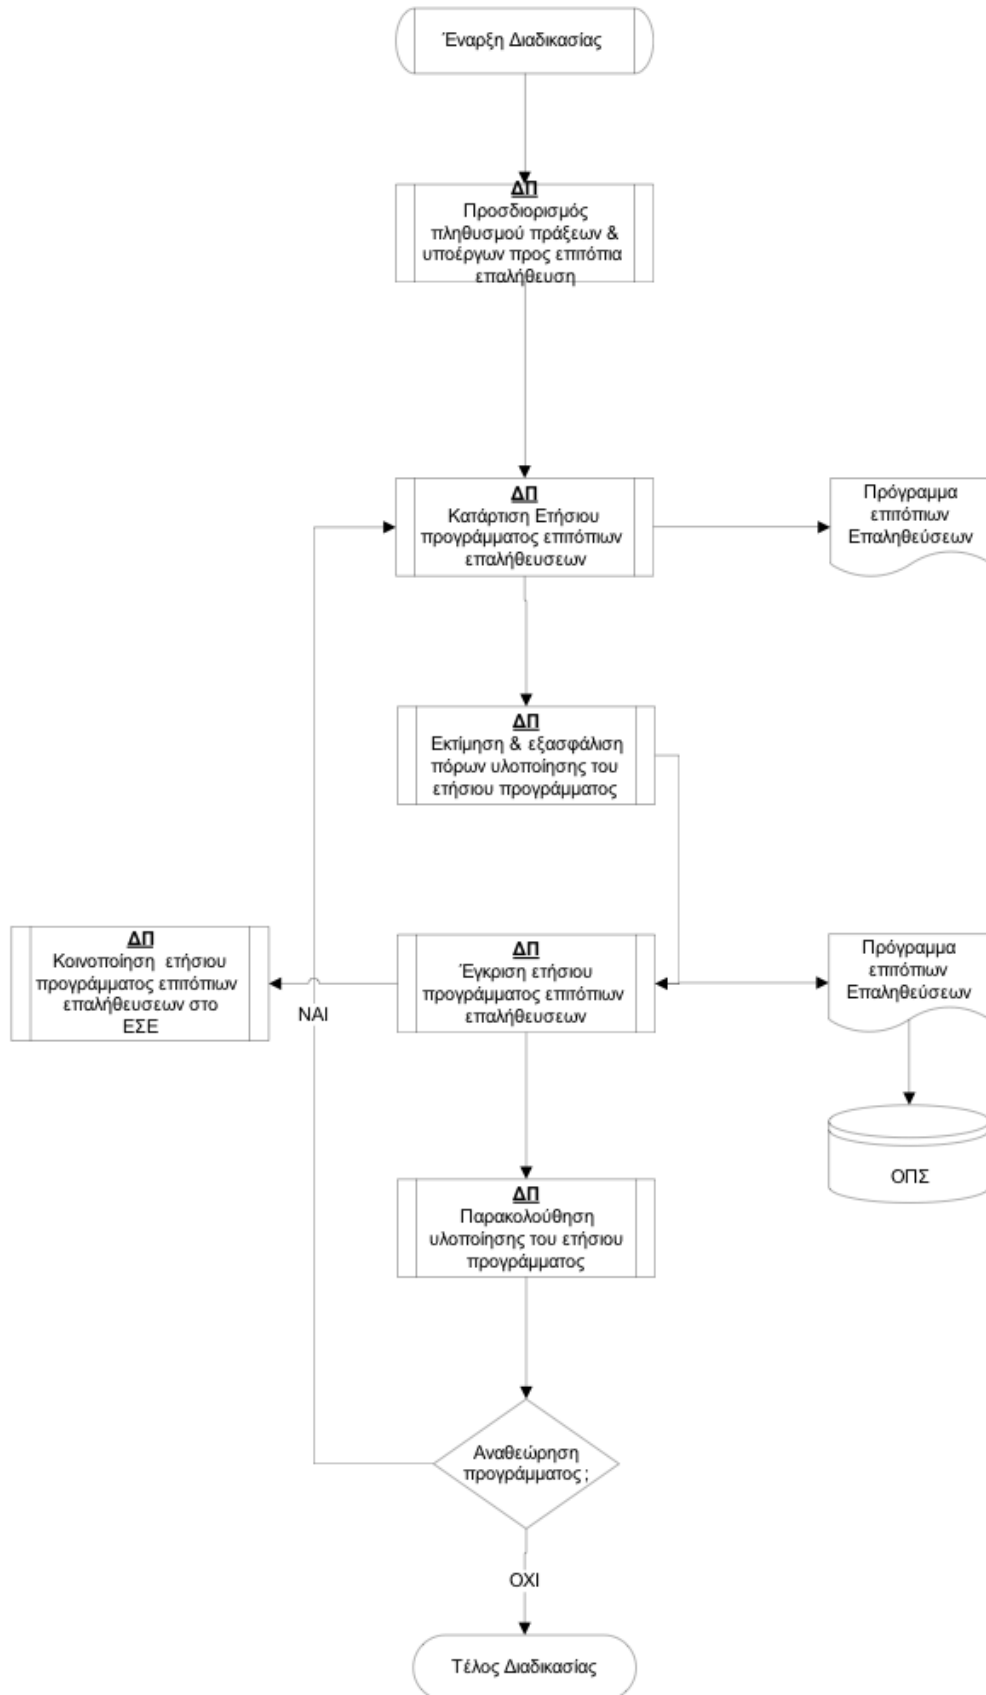 Έναρξη Διαδικασίας
ΔΠ
Προσδιορισμός
πληθυσμού πράξεων &
υποέργων προς επιτόπια
επαλήθευση
ΔΠ
Κατάρτιση Ετήσιου
προγράμματος επιτόπιων
επαλήθευσεων
Πρόγραμμα
επιτόπιων
Επαληθεύσεων
ΔΠ
Εκτίμηση & εξασφάλιση
πόρων υλοποίησης του
ετήσιου προγράμματος
ΔΠ
Κοινοποίηση ετήσιου
προγράμματος επιτόπιων
επαλήθευσεων στο
ΕΣΕ
ΝΑΙ
ΔΠ
Έγκριση ετήσιου
προγράμματος επιτόπιων
επαλήθευσεων
Πρόγραμμα
επιτόπιων
Επαληθεύσεων
ΟΠΣ
ΔΠ
Παρακολούθηση
υλοποίησης του ετήσιου
προγράμματος
Αναθεώρηση
προγράμματος ;
ΟΧΙ
Τέλος Διαδικασίας